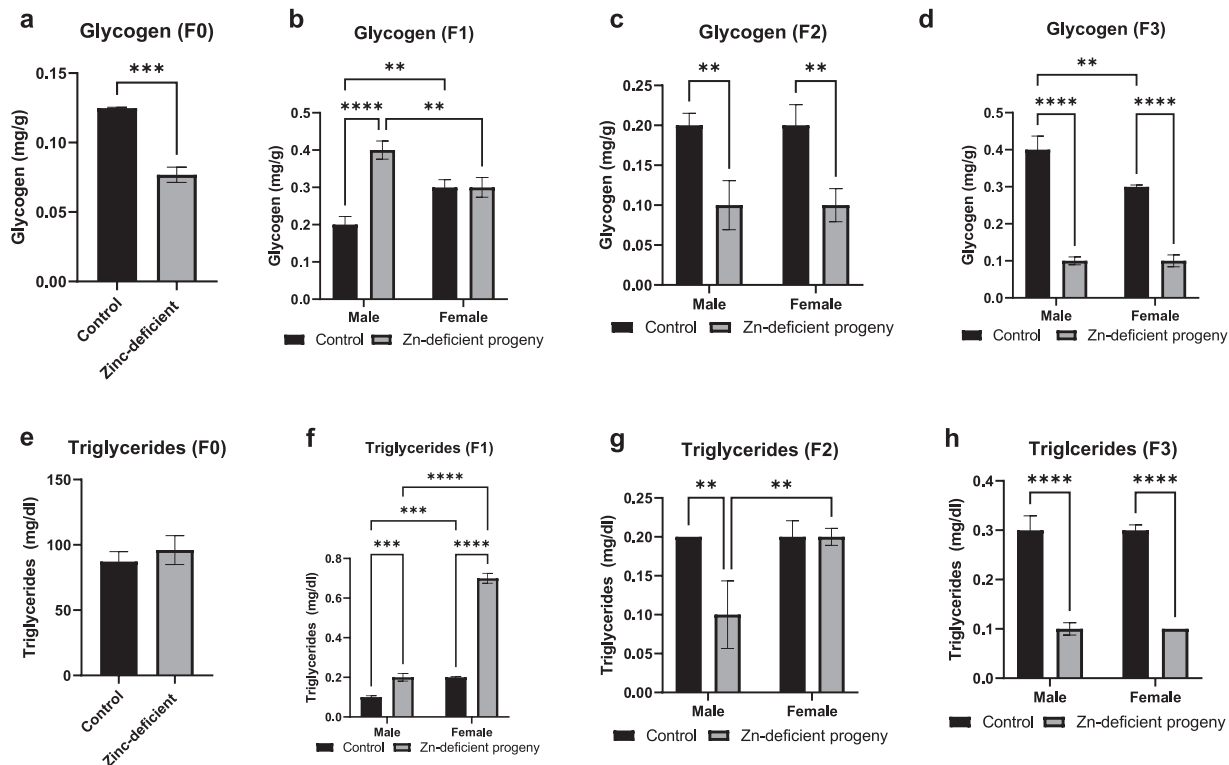 a
Glycogen (F0)
***
Glycogen (mg/g)
0.15
0.10
0.05
0.00
Control
Zinc-deficient
b
Glycogen (F1)
**
**** **
Glycogen (mg/g)
0.5
0.4
0.3
0.2
0.1
0.0
Male Female
Control Zn-deficient progeny
c
Glycogen (F2)
** **
Glycogen (mg/g)
0.25
0.20
0.15
0.10
0.05
0.00
Male Female
Control Zn-deficient progeny
d
Glycogen (F3)
**
**** ****
Glycogen (mg/g)
0.5
0.4
0.3
0.2
0.1
0.0
Male Female
Control Zn-deficient progeny
e
Triglycerides (F0)
Triglycerides (mg/dl)
150
100
50
0
Control
Zinc-deficient
f
Triglycerides (F1)
****
***
*** ****
Triglycerides (mg/dl)
0.8
0.6
0.4
0.2
0.0
Male Female
Control Zn-deficient progeny
g
Triglycerides (F2)
** **
Triglycerides (mg/dl)
0.25
0.20
0.15
0.10
0.05
0.00
Male Female
Control Zn-deficient progeny
h
Triglcerides (F3)
**** ****
Triglycerides (mg/dl)
0.4
0.3
0.2
0.1
0.0
Male Female
Control Zn-deficient progeny